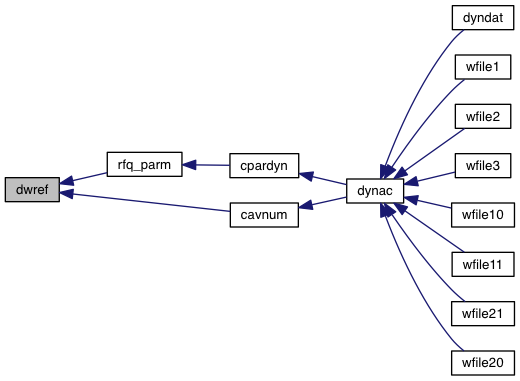 dwref
rfq_parm
cpardyn
cavnum
dynac
dyndat
wfile1
wfile2
wfile3
wfile10
wfile11
wfile21
wfile20